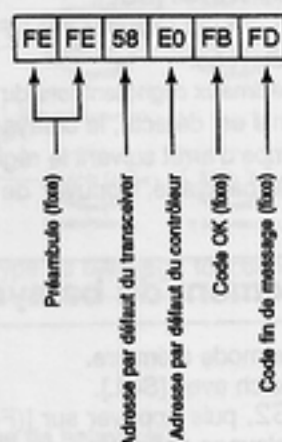 FE FE 58 E0 FB FD
Préambule (fixe)
Adresse par défaut du transceiver
Adresse par défaut du contrôleur
Code OK (fixe)
Code fin de message (fixe)